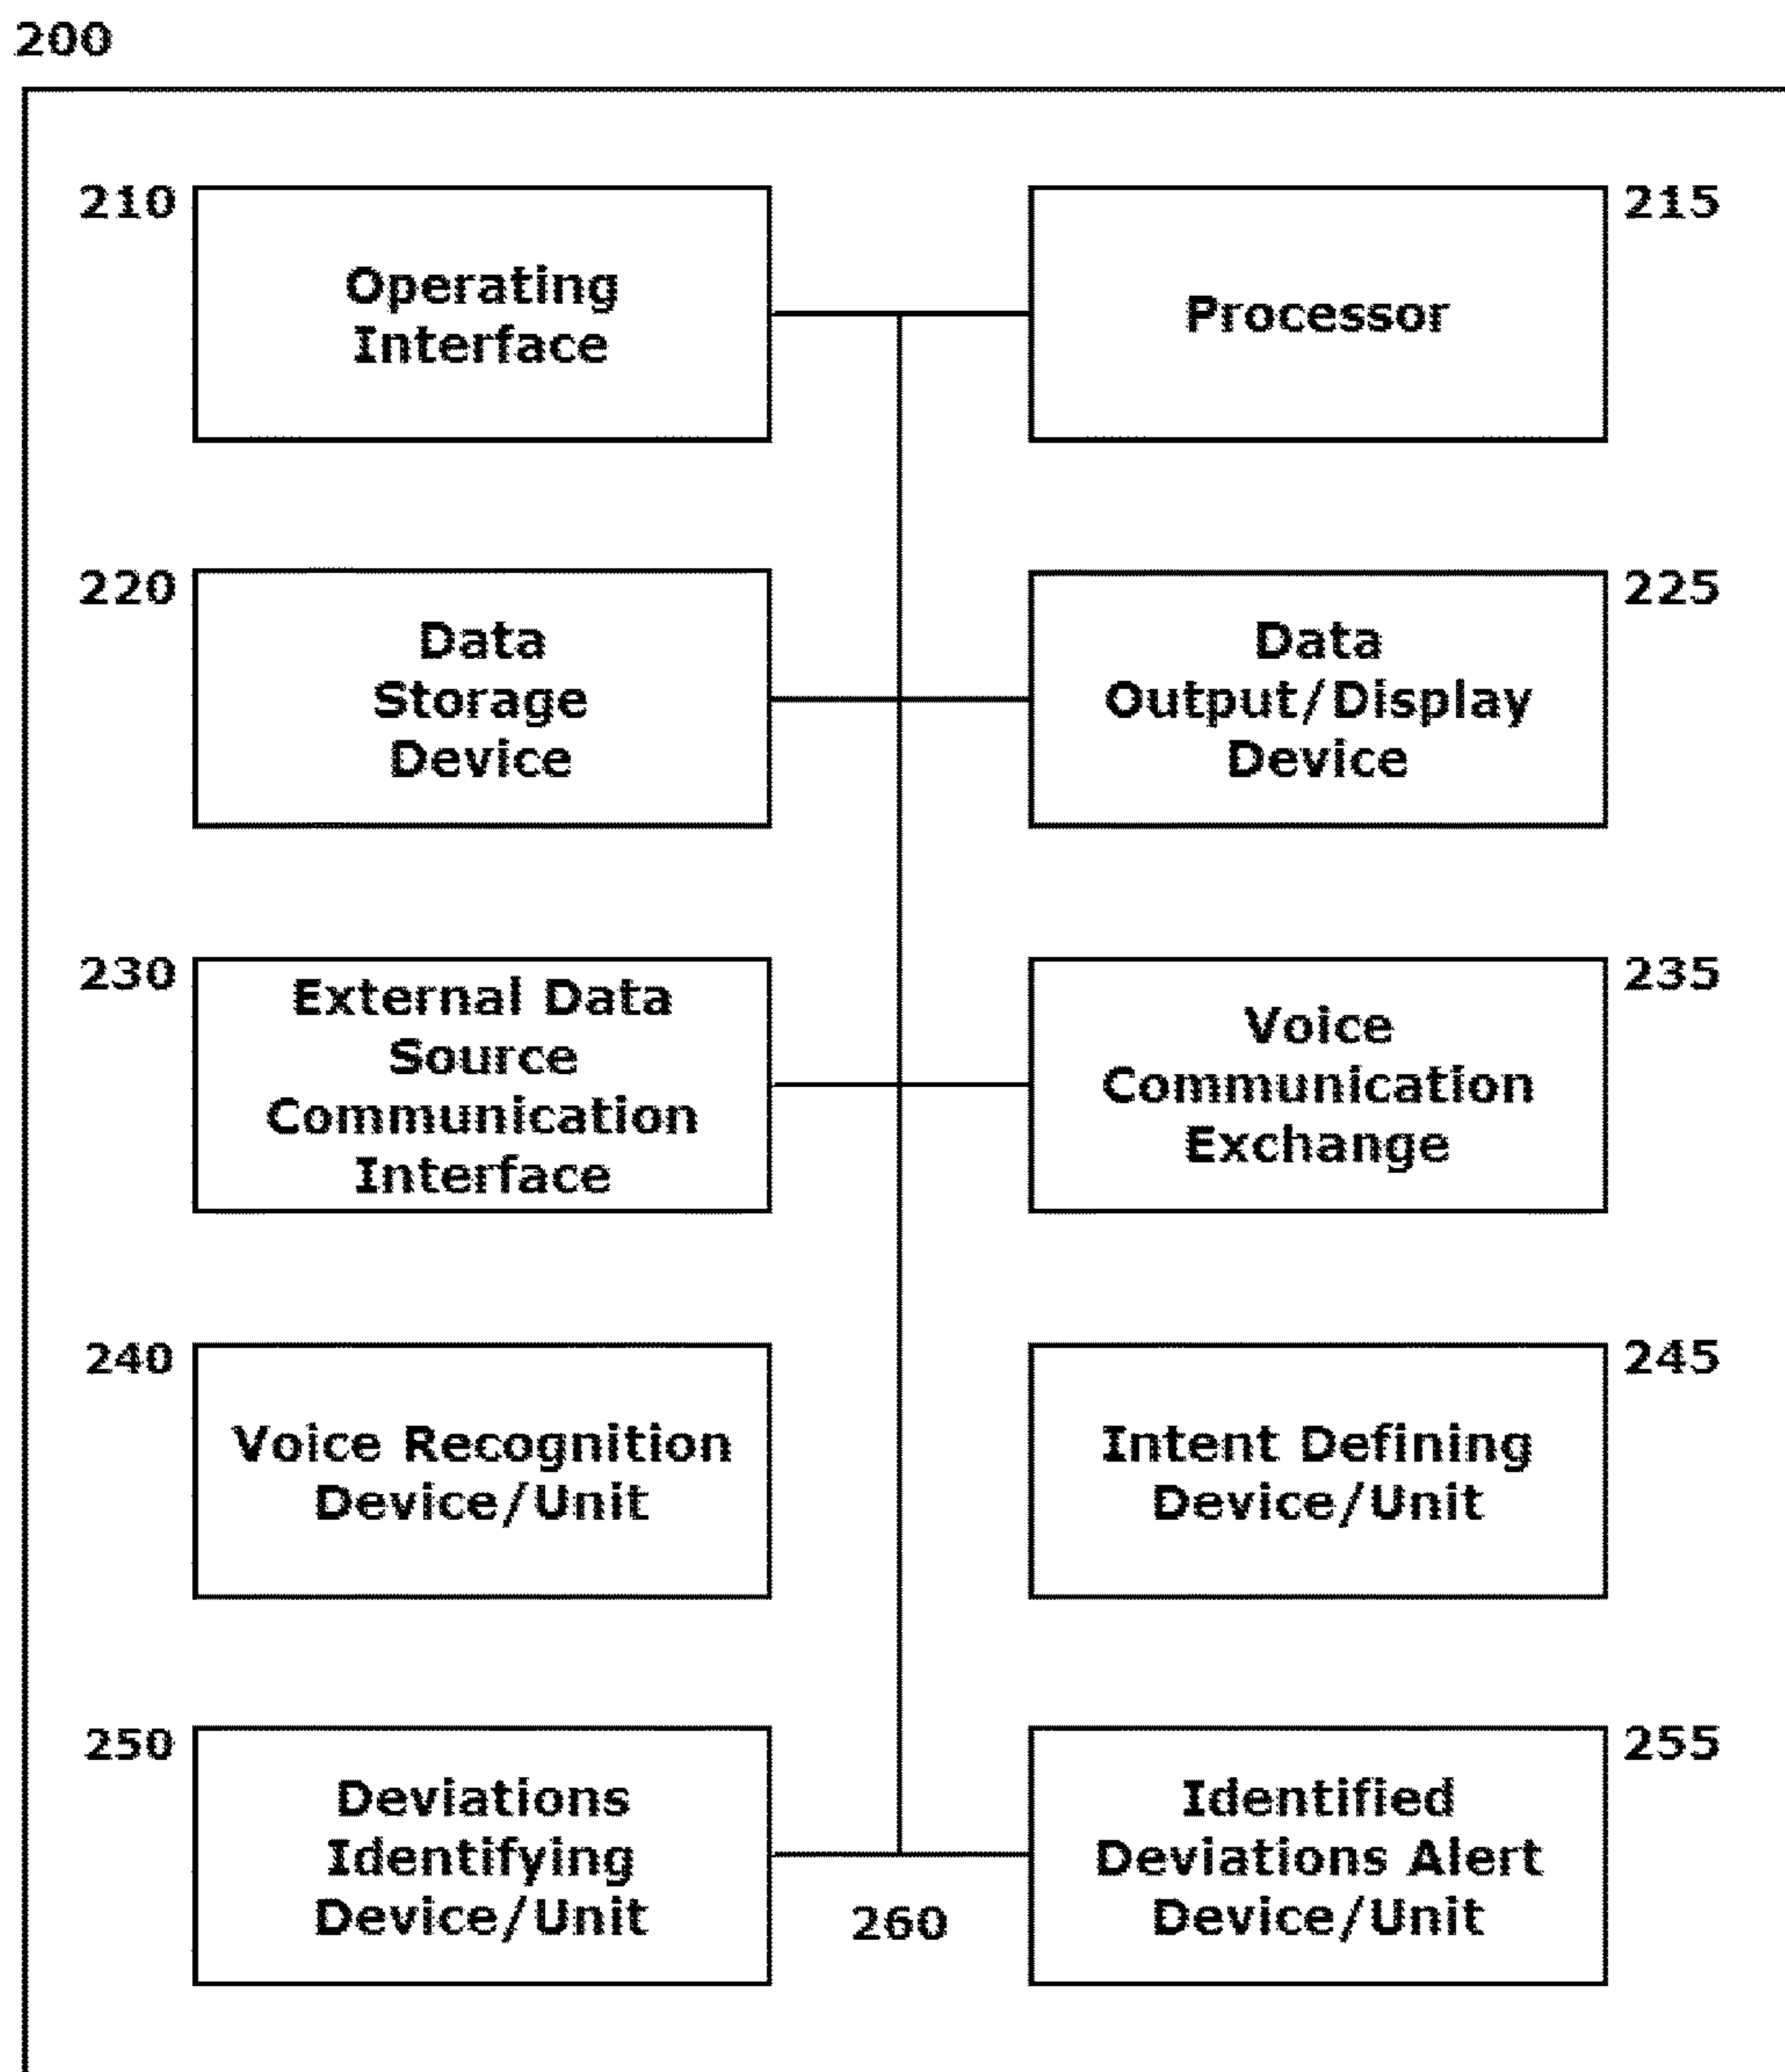 200
210
Operating
Interface
215
Processor
220
Data
Storage
Device
225
Data
Output/Display
Device
230
External Data
Source
Communication
Interface
235
Voice
Communication
Exchange
240
Voice Recognition
Device/Unit
245
Intent Defining
Device/Unit
250
Deviations
Identifying
Device/Unit
255
Identified
Deviations Alert
Device/Unit
260